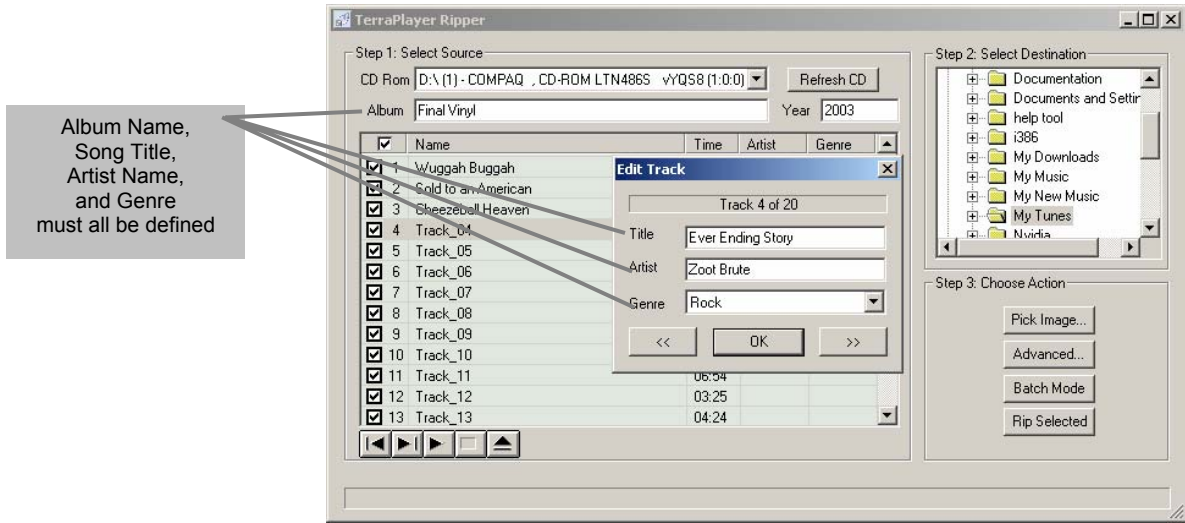 Album Name,
Song Title,
Artist Name,
and Genre
must all be defined
TerraPlayer Ripper
Step 1: Select Source
CD Rom D:\ (1) - COMPAQ , CD-ROM LTN486S vYQS8 (1:0:0) Refresh CD
Album Final Vinyl Year 2003
Name Time Artist Genre
1 Wuggah Buggah
2 Sold to an American
3 Cheezeball Heaven
4 Track_04
5 Track_05
6 Track_06
7 Track_07
8 Track_08
9 Track_09
10 Track_10
11 Track_11 06:54
12 Track_12 03:25
13 Track_13 04:24
Edit Track
Track 4 of 20
Title Ever Ending Story
Artist Zoot Brute
Genre Rock
<< OK >>
Step 2: Select Destination
Documentation
Documents and Settir
help tool
i386
My Downloads
My Music
My New Music
My Tunes
Nvidia
Step 3: Choose Action
Pick Image...
Advanced...
Batch Mode
Rip Selected